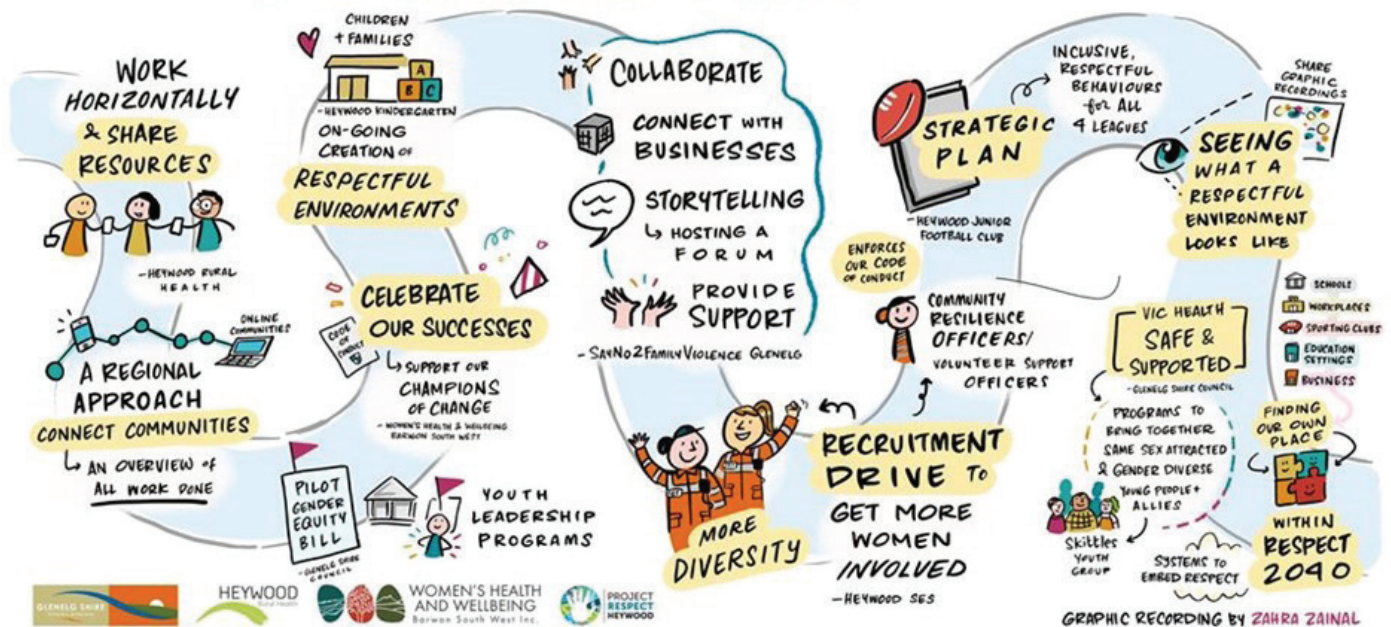 WORK
HORIZONTALLY
& SHARE
RESOURCES
-HEYWOOD RURAL
HEALTH
ONLINE
COMMUNITIES
A REGIONAL
APPROACH
CONNECT COMMUNITIES
AN OVERVIEW of
ALL WORK DONE
CHILDREN
+ FAMILIES
A
B C
-HEYWOOD KINDERGARTEN
ON-GOING
CREATION OF
RESPECTFUL
ENVIRONMENTS
CELEBRATE
OUR SUCCESSES
CODE
OF
CONDUCT
SUPPORT OUR
CHAMPIONS
OF CHANGE
- WOMEN'S HEALTH & WELLBEING
BARWON SOUTH WEST
PILOT
GENDER
EQUITY
BILL
-GLENELG SHIRE
COUNCIL
YOUTH
LEADERSHIP
PROGRAMS
COLLABORATE
CONNECT WITH
BUSINESSES
STORYTELLING
HOSTING A
FORUM
PROVIDE
SUPPORT
- SAYNO2FAMILYVIOLENCE GLENELG
MORE
DIVERSITY
RECRUITMENT
DRIVE TO
GET MORE
WOMEN
INVOLVED
-HEYWOOD SES
ENFORCES
OUR CODE
OF CONDUCT
COMMUNITY
RESILIENCE
OFFICERS/
VOLUNTEER SUPPORT
OFFICERS
STRATEGIC
PLAN
-HEYWOOD JUNIOR
FOOTBALL CLUB
INCLUSIVE,
RESPECTFUL
BEHAVIOURS
-for ALL
4 LEAGUES
SHARE
GRAPHIC
RECORDINGS
SEEING
WHAT A
RESPECTFUL
ENVIRONMENT
LOOKS LIKE
SCHOOLS
WORKPLACES
SPORTING CLUBS
EDUCATION
SETTINGS
BUSINESS
VIC HEALTH
SAFE &
SUPPORTED
-GLENELG SHIRE COUNCIL
PROGRAMS TO
BRING TOGETHER
SAME SEX ATTRACTED
& GENDER DIVERSE
YOUNG PEOPLE +
ALLIES
Skittles
YOUTH
GROUP
FINDING
OUR OWN
PLACE
WITHIN
RESPECT
2040
SYSTEMS TO
EMBED RESPECT
GLENELG SHIRE
HEYWOOD
Rural Health
WOMEN'S HEALTH
AND WELLBEING
Barwon South West Inc.
PROJECT
RESPECT
HEYWOOD
GRAPHIC RECORDING BY ZAHRA ZAINAL